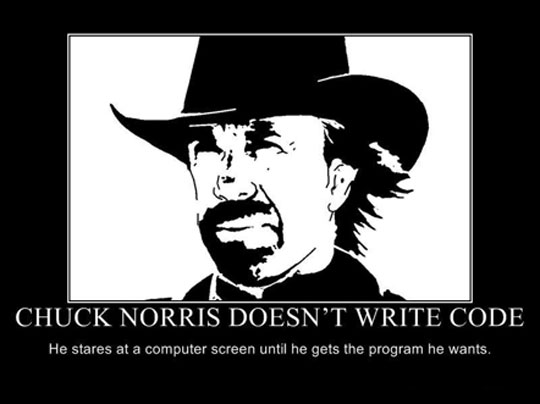 CHUCK NORRIS DOESN'T WRITE CODE
He stares at a computer screen until he gets the program he wants.